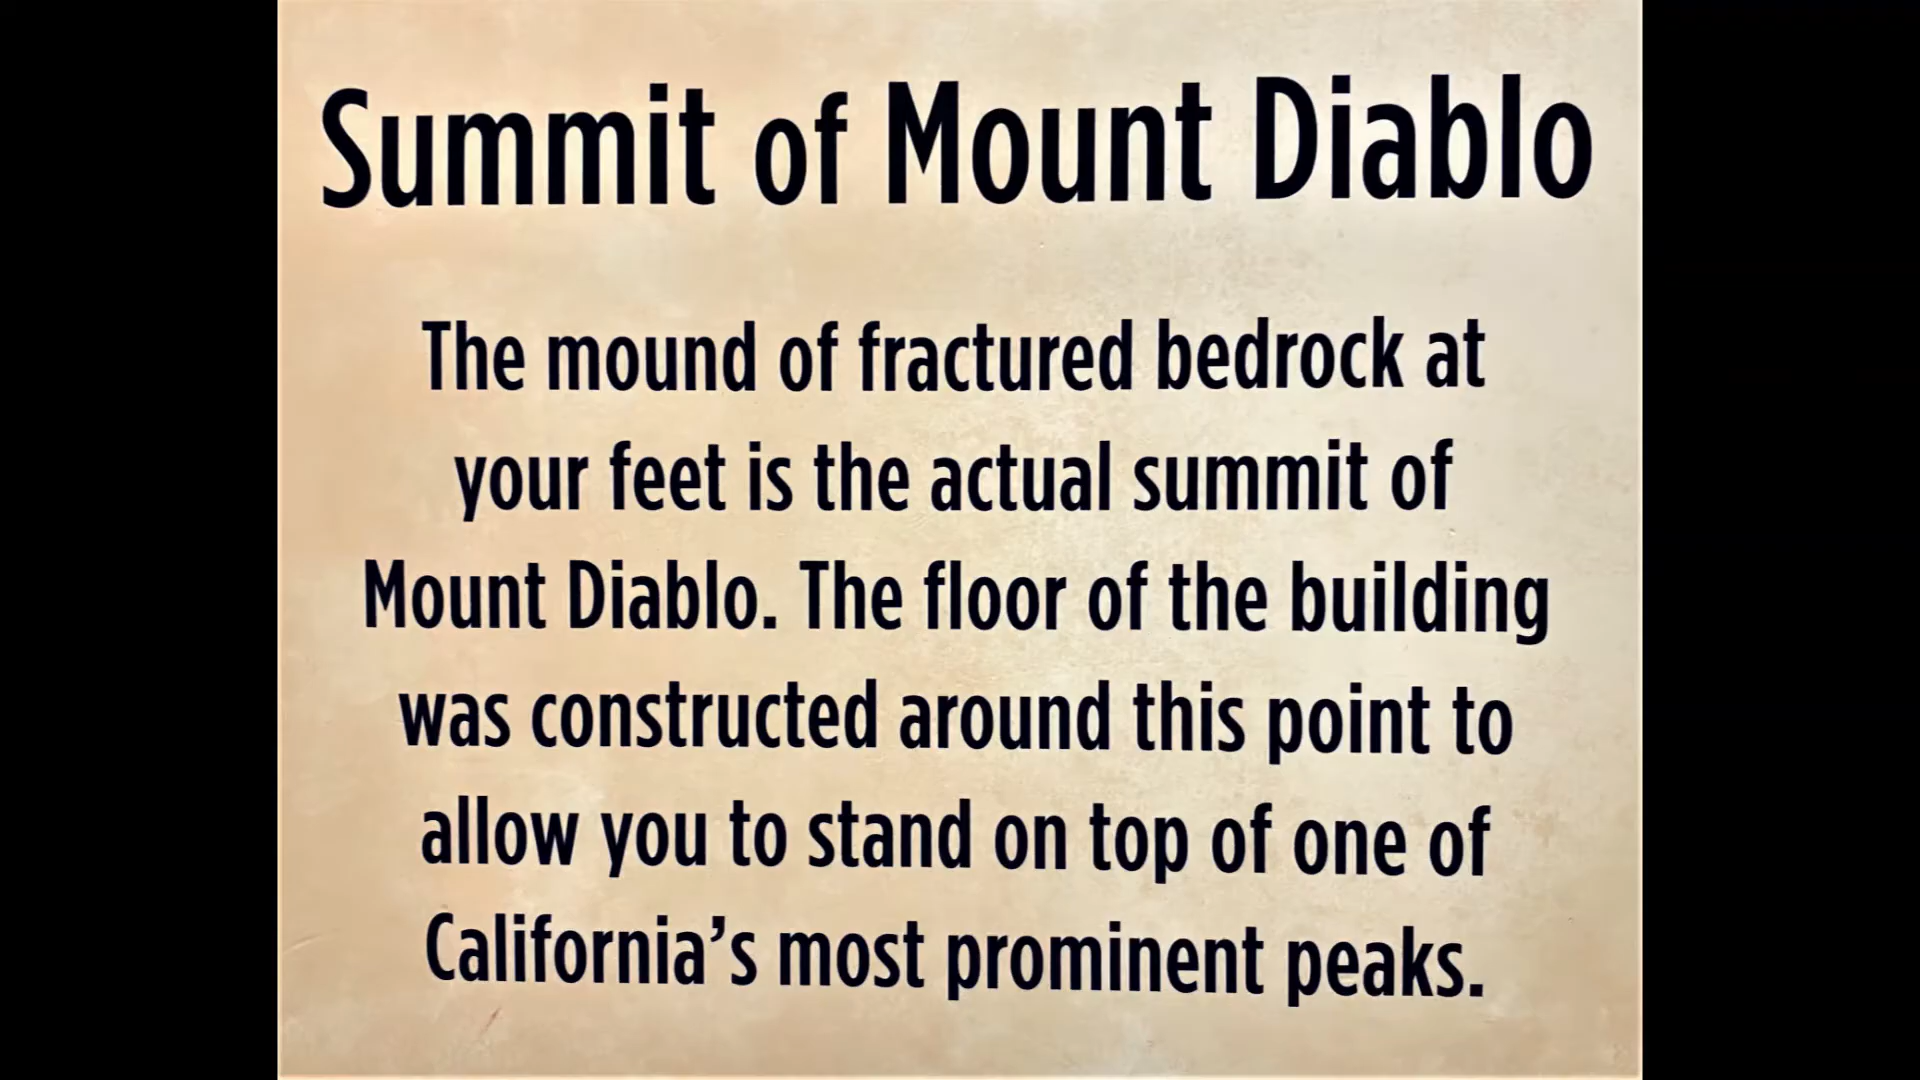 Summit of Mount Diablo
The mound of fractured bedrock at
your feet is the actual summit of
Mount Diablo. The floor of the building
was constructed around this point to
allow you to stand on top of one of
California’s most prominent peaks.